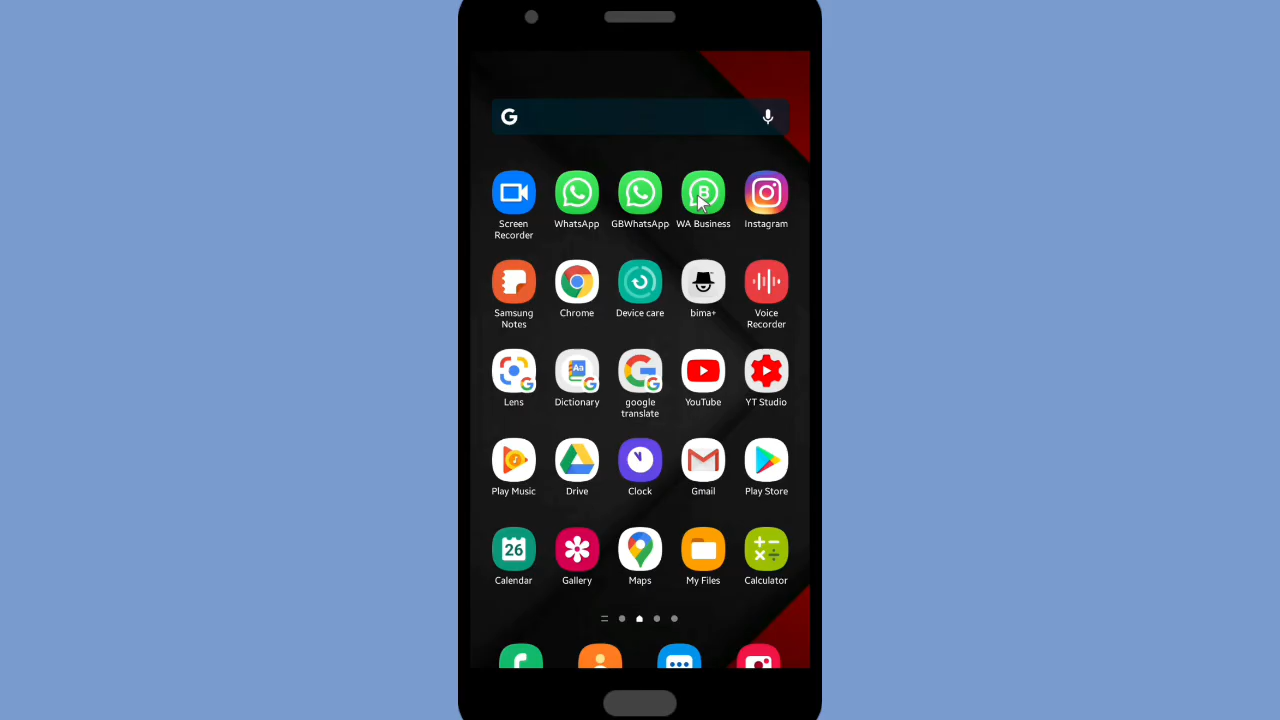 G
Screen
Recorder
WhatsApp
GBWhatsApp
B
WA Business
Instagram
Samsung
Notes
Chrome
Device care
bima+
Voice
Recorder
Lens
Aa
Dictionary
G
google
translate
YouTube
YT Studio
Play Music
Drive
Clock
Gmail
Play Store
26
Calendar
Gallery
Maps
My Files
Calculator